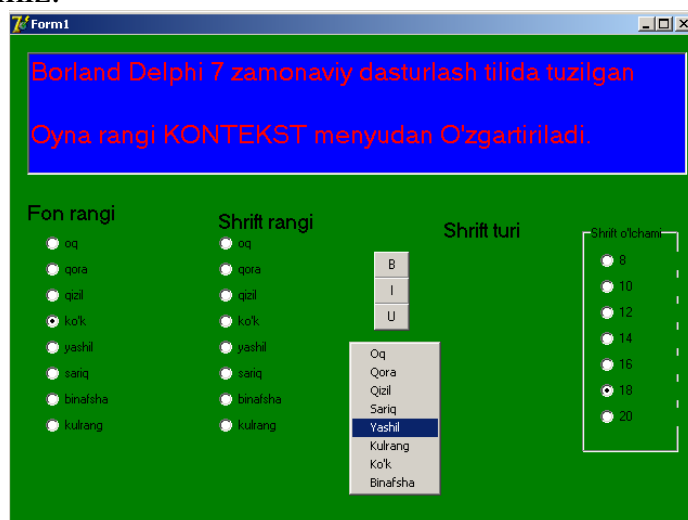 Form1
Borland Delphi 7 zamonaviy dasturlash tilida tuzilgan
Oyna rangi KONTEKST menyudan O'zgartiriladi.
Fon rangi
oq
qora
qizil
ko'k
yashil
sariq
binafsha
kulrang
Shrift rangi
oq
qora
qizil
ko'k
yashil
sariq
binafsha
kulrang
B
I
U
Oq
Qora
Qizil
Sariq
Yashil
Kulrang
Ko'k
Binafsha
Shrift turi
Shrift o'lchami
8
10
12
14
16
18
20